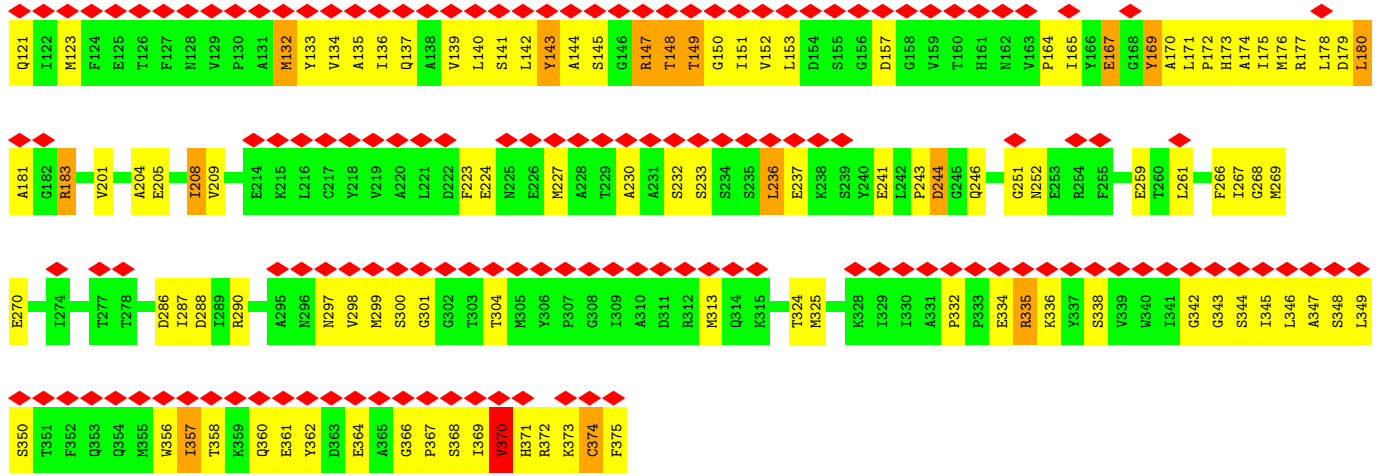 Q121 I122 M123 F124 E125 T126 F127 N128 V129 P130 A131 M132 Y133 V134 A135 I136 Q137 A138 V139 L140 S141 L142 Y143 A144 S145 G146 R147 T148 T149 G150 I151 V152 L153 D154 S155 G156 D157 G158 V159 T160 H161 N162 V163 P164 I165 Y166 E167 G168 Y169 A170 L171 P172 H173 A174 I175 M176 R177 L178 D179 L180
A181 G182 R183 V201 A204 E205 I208 V209 E214 K215 L216 C217 Y218 V219 A220 L221 D222 F223 E224 N225 E226 M227 A228 T229 A230 A231 S232 S233 S234 S235 L236 E237 K238 S239 Y240 E241 L242 P243 D244 G245 Q246 G251 N252 E253 R254 F255 E259 T260 L261 F266 I267 G268 M269
E270 I274 T277 T278 D286 I287 D288 I289 R290 A295 N296 N297 V298 M299 S300 G301 G302 T303 T304 M305 Y306 P307 G308 I309 A310 D311 R312 M313 Q314 K315 T324 M325 K328 I329 I330 A331 P332 P333 E334 R335 K336 Y337 S338 V339 W340 I341 G342 G343 S344 I345 L346 A347 S348 L349
S350 T351 F352 Q353 Q354 M355 W356 I357 T358 K359 Q360 E361 Y362 D363 E364 A365 G366 P367 S368 I369 V370 H371 R372 K373 C374 F375